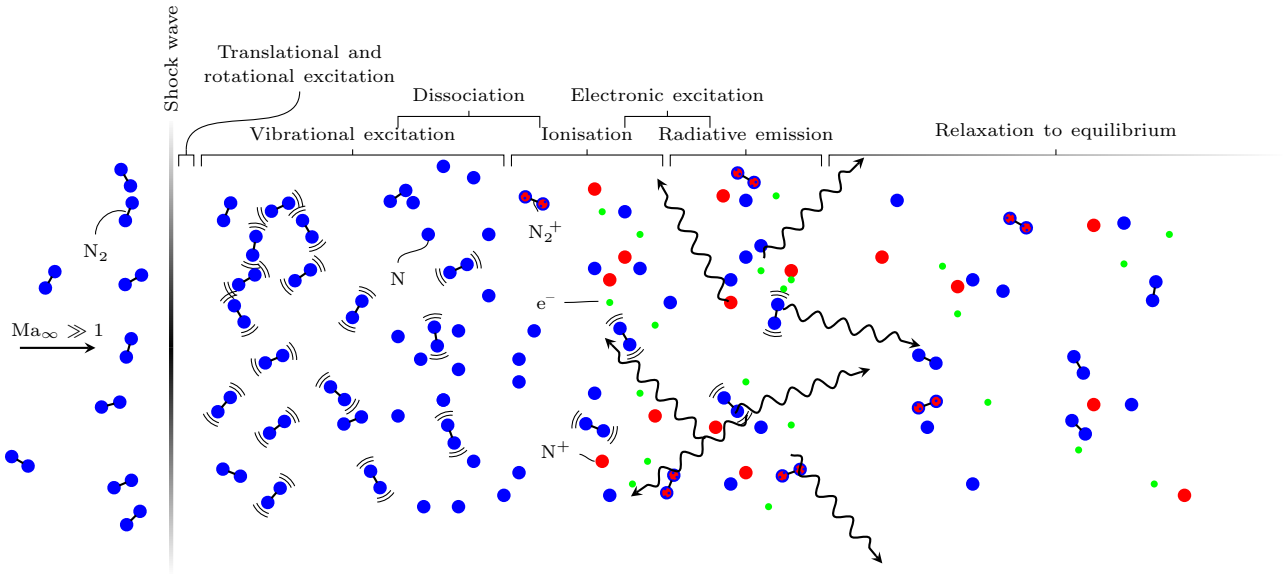 Shock wave
Translational and
rotational excitation
Dissociation
Electronic excitation
Vibrational excitation
Ionisation
Radiative emission
Relaxation to equilibrium
N₂
N₂⁺
N
e⁻
Ma∞ ≫ 1
N⁺